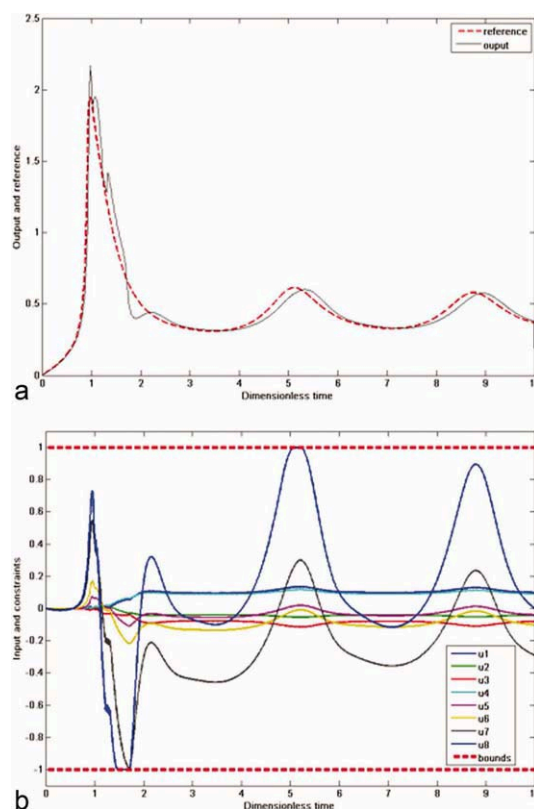 2.5
2
1.5
1
0.5
0
Output and reference
reference
ouput
0 1 2 3 4 5 6 7 8 9 10
Dimensionless time
a
1
0.8
0.6
0.4
0.2
0
-0.2
-0.4
-0.6
-0.8
-1
Input and constraints
u1
u2
u3
u4
u5
u6
u7
u8
bounds
0 1 2 3 4 5 6 7 8 9 10
Dimensionless time
b